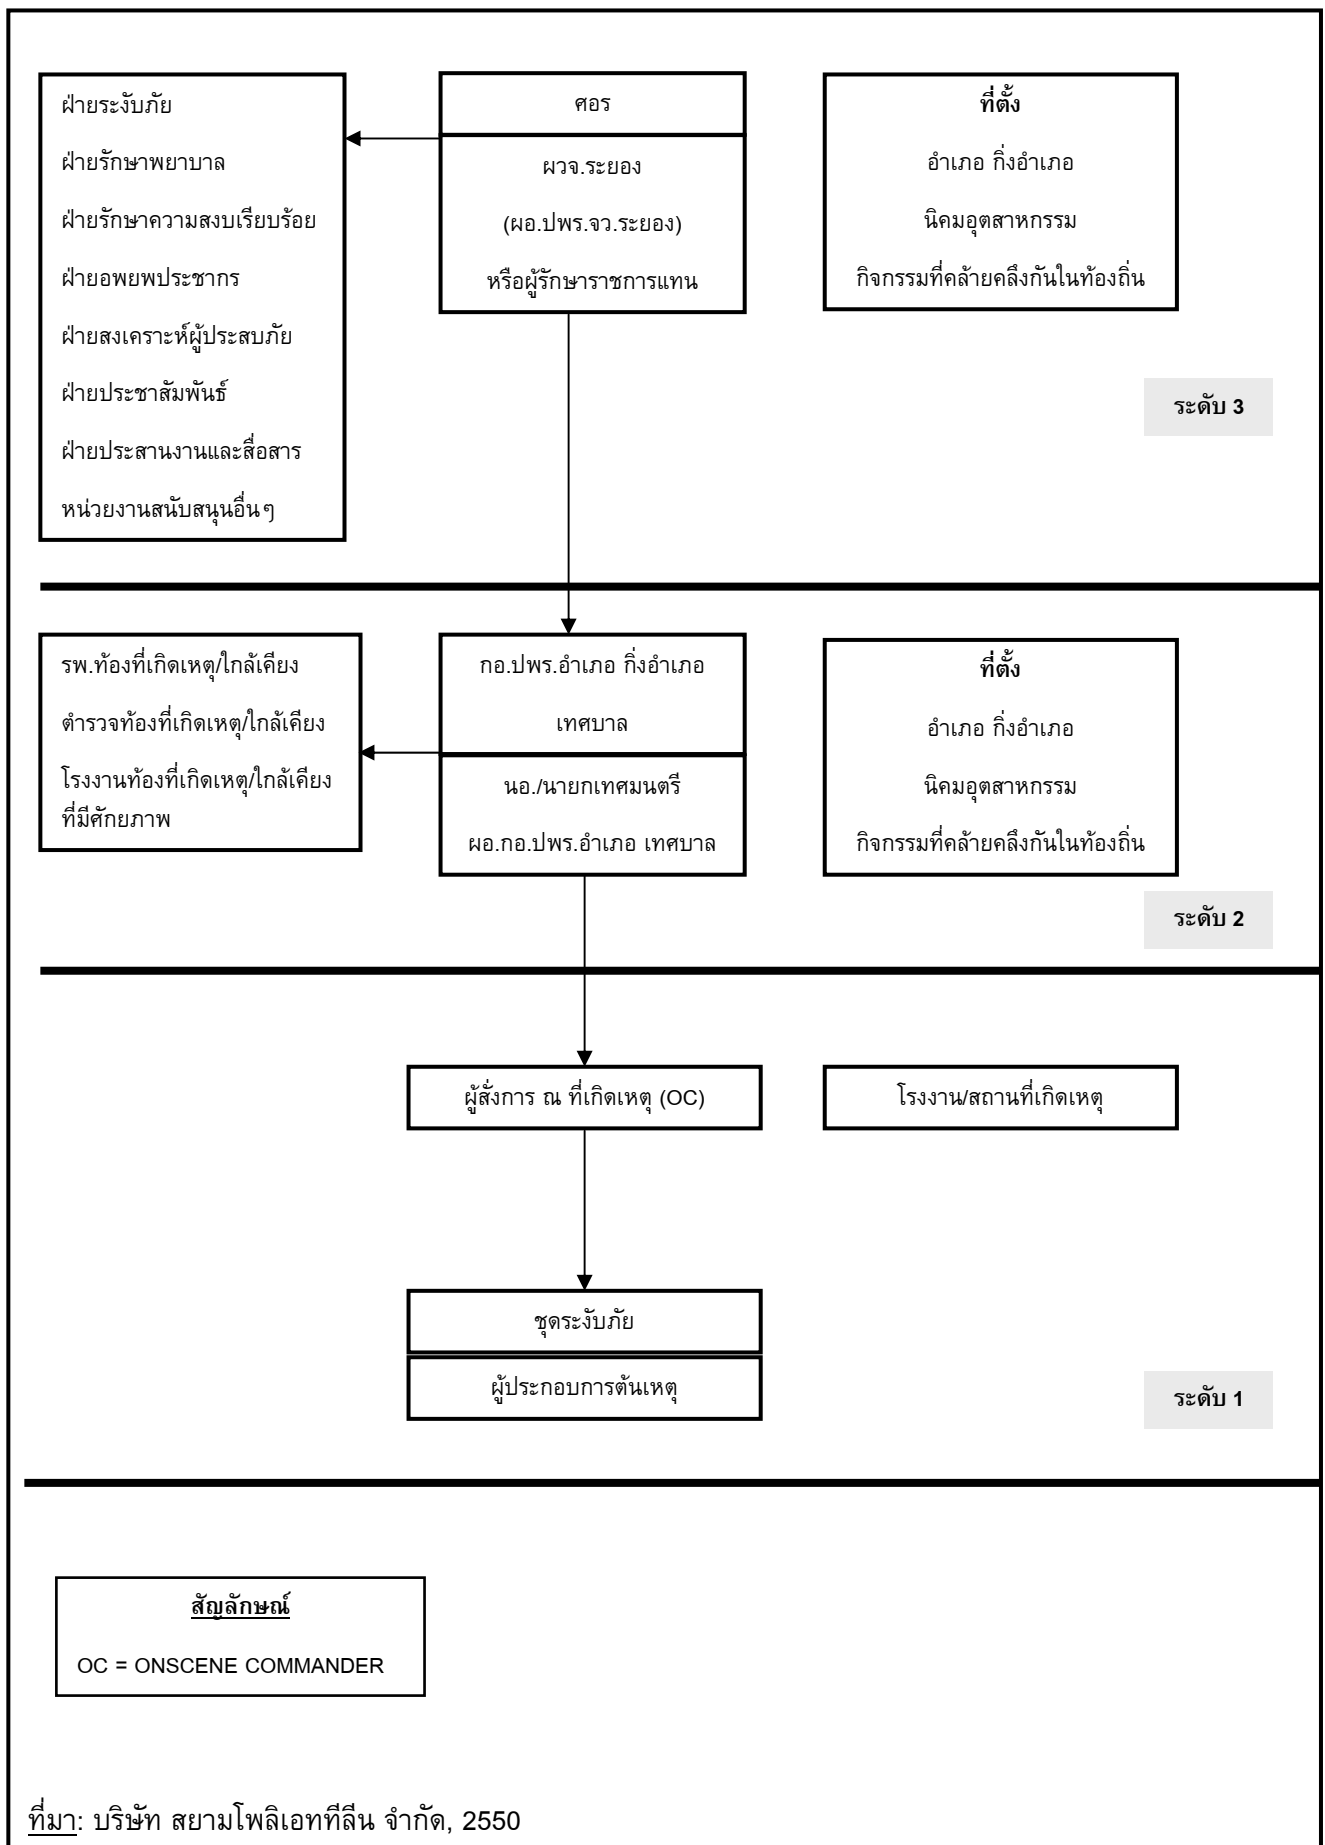 ฝ่ายระงับภัย
ฝ่ายรักษาพยาบาล
ฝ่ายรักษาความสงบเรียบร้อย
ฝ่ายอพยพประชากร
ฝ่ายสงเคราะห์ผู้ประสบภัย
ฝ่ายประชาสัมพันธ์
ฝ่ายประสานงานและสื่อสาร
หน่วยงานสนับสนุนอื่นๆ
ศอร
ผวจ.ระยอง
(ผอ.ปพร.จว.ระยอง)
หรือผู้รักษาราชการแทน
ที่ตั้ง
อำเภอ กิ่งอำเภอ
นิคมอุตสาหกรรม
กิจกรรมที่คล้ายคลึงกันในท้องถิ่น
ระดับ 3
รพ.ท้องที่เกิดเหตุ/ใกล้เคียง
ตำรวจท้องที่เกิดเหตุ/ใกล้เคียง
โรงงานท้องที่เกิดเหตุ/ใกล้เคียง
ที่มีศักยภาพ
กอ.ปพร.อำเภอ กิ่งอำเภอ
เทศบาล
นอ./นายกเทศมนตรี
ผอ.กอ.ปพร.อำเภอ เทศบาล
ที่ตั้ง
อำเภอ กิ่งอำเภอ
นิคมอุตสาหกรรม
กิจกรรมที่คล้ายคลึงกันในท้องถิ่น
ระดับ 2
ผู้สั่งการ ณ ที่เกิดเหตุ (OC)
โรงงาน/สถานที่เกิดเหตุ
ชุดระงับภัย
ผู้ประกอบการต้นเหตุ
ระดับ 1
สัญลักษณ์
OC = ONSCENE COMMANDER
ที่มา: บริษัท สยามโพลิเอททีลีน จำกัด, 2550